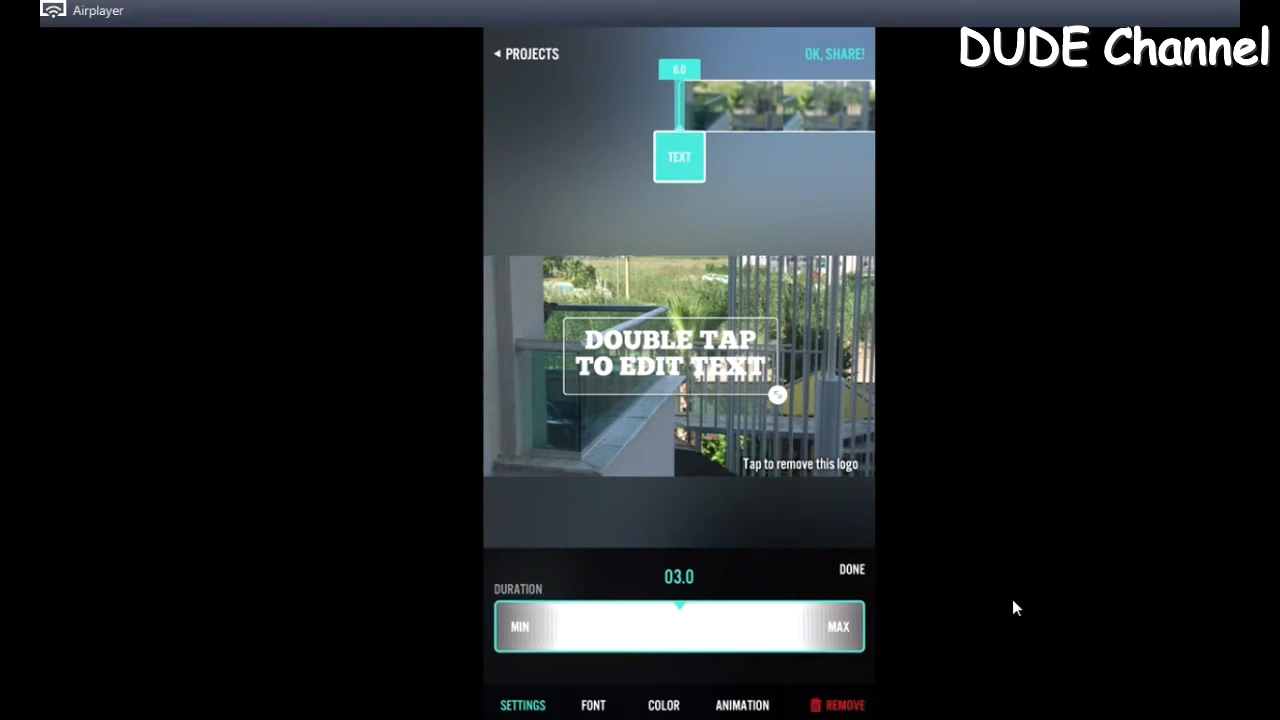 Airplayer
DUDE Channel
PROJECTS
OK, SHARE!
0.0
TEXT
DOUBLE TAP
TO EDIT TEXT
Tap to remove this logo
03.0
DONE
DURATION
MIN
MAX
SETTINGS
FONT
COLOR
ANIMATION
REMOVE